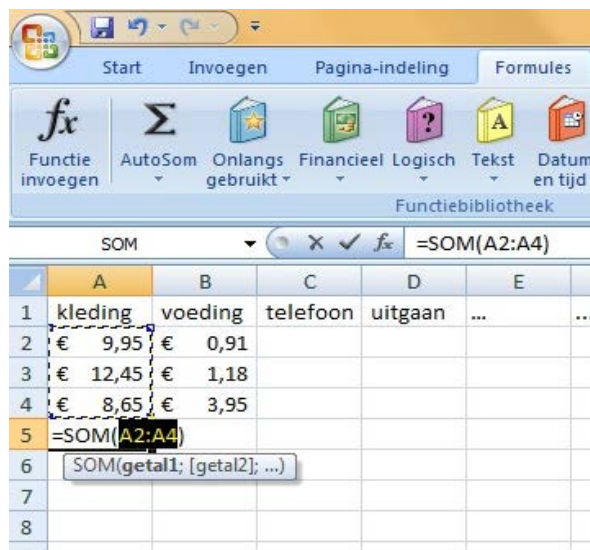 Start Invoegen Pagina-indeling Formules
fx Σ ? A
Functie invoegen AutoSom Onlangs gebruikt Financieel Logisch Tekst Datum en tijd
Functiebibliotheek
SOM fx =SOM(A2:A4)
A B C D E
1 kleding voeding telefoon uitgaan ... ...
2 € 9,95 € 0,91
3 € 12,45 € 1,18
4 € 8,65 € 3,95
5 =SOM(A2:A4)
6 SOM(getal1; [getal2]; ...)
7
8